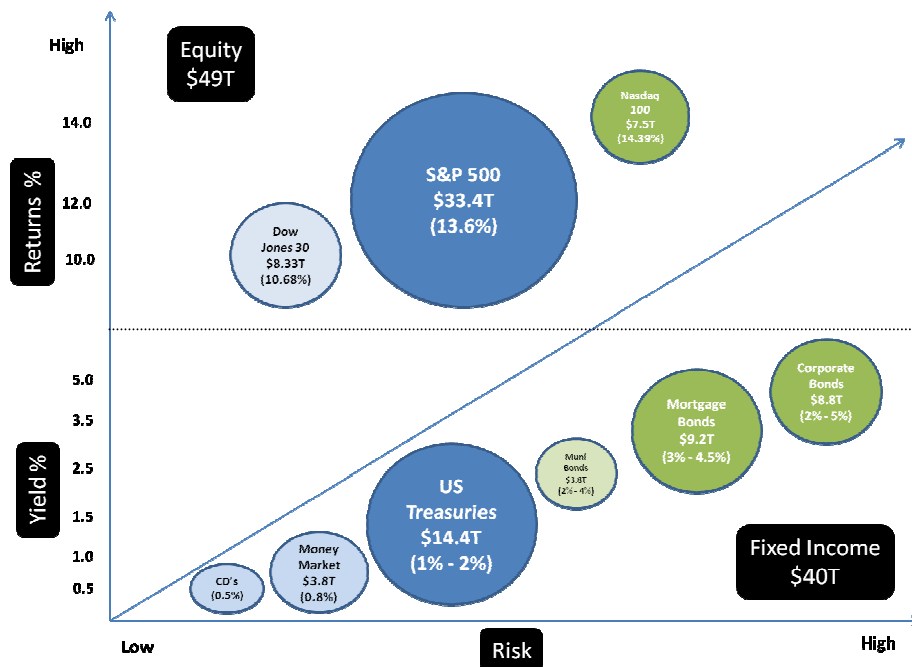 High
Equity
$49T
Nasdaq
100
$7.5T
(14.39%)
14.0
S&P 500
$33.4T
(13.6%)
Returns %
12.0
Dow
Jones 30
$8.33T
(10.68%)
10.0
5.0
Corporate
Bonds
$8.8T
(2% - 5%)
Mortgage
Bonds
$9.2T
(3% - 4.5%)
3.5
Yield %
2.5
Muni
Bonds
$3.8T
(2% - 4%)
US
Treasuries
$14.4T
(1% - 2%)
1.5
Money
Market
$3.8T
(0.8%)
1.0
Fixed Income
$40T
CD's
(0.5%)
0.5
Low
Risk
High